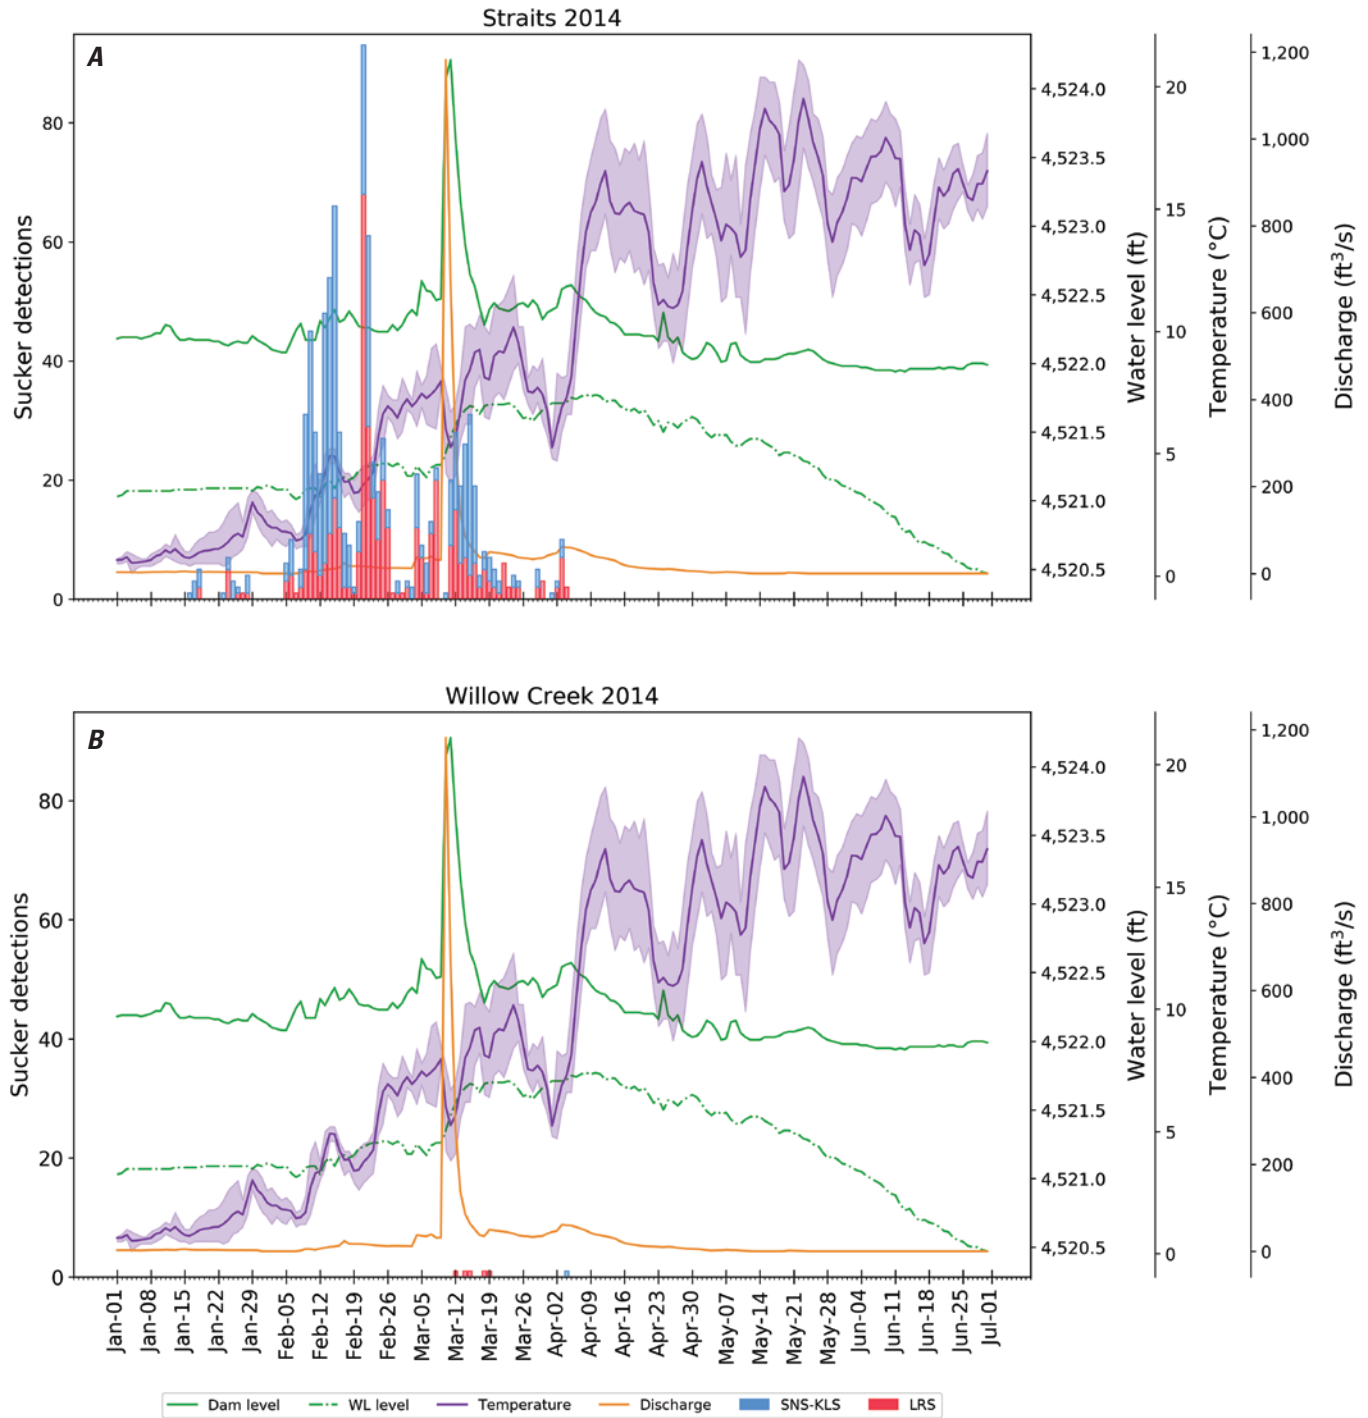 Straits 2014
A
80
60
40
20
0
Sucker detections
4,524.0
4,523.5
4,523.0
4,522.5
4,522.0
4,521.5
4,521.0
4,520.5
Water level (ft)
20
15
10
5
0
Temperature (°C)
1,200
1,000
800
600
400
200
0
Discharge (ft³/s)
Willow Creek 2014
B
80
60
40
20
0
Sucker detections
4,524.0
4,523.5
4,523.0
4,522.5
4,522.0
4,521.5
4,521.0
4,520.5
Water level (ft)
20
15
10
5
0
Temperature (°C)
1,200
1,000
800
600
400
200
0
Discharge (ft³/s)
Jan-01
Jan-08
Jan-15
Jan-22
Jan-29
Feb-05
Feb-12
Feb-19
Feb-26
Mar-05
Mar-12
Mar-19
Mar-26
Apr-02
Apr-09
Apr-16
Apr-23
Apr-30
May-07
May-14
May-21
May-28
Jun-04
Jun-11
Jun-18
Jun-25
Jul-01
Dam level WL level Temperature Discharge SNS-KLS LRS